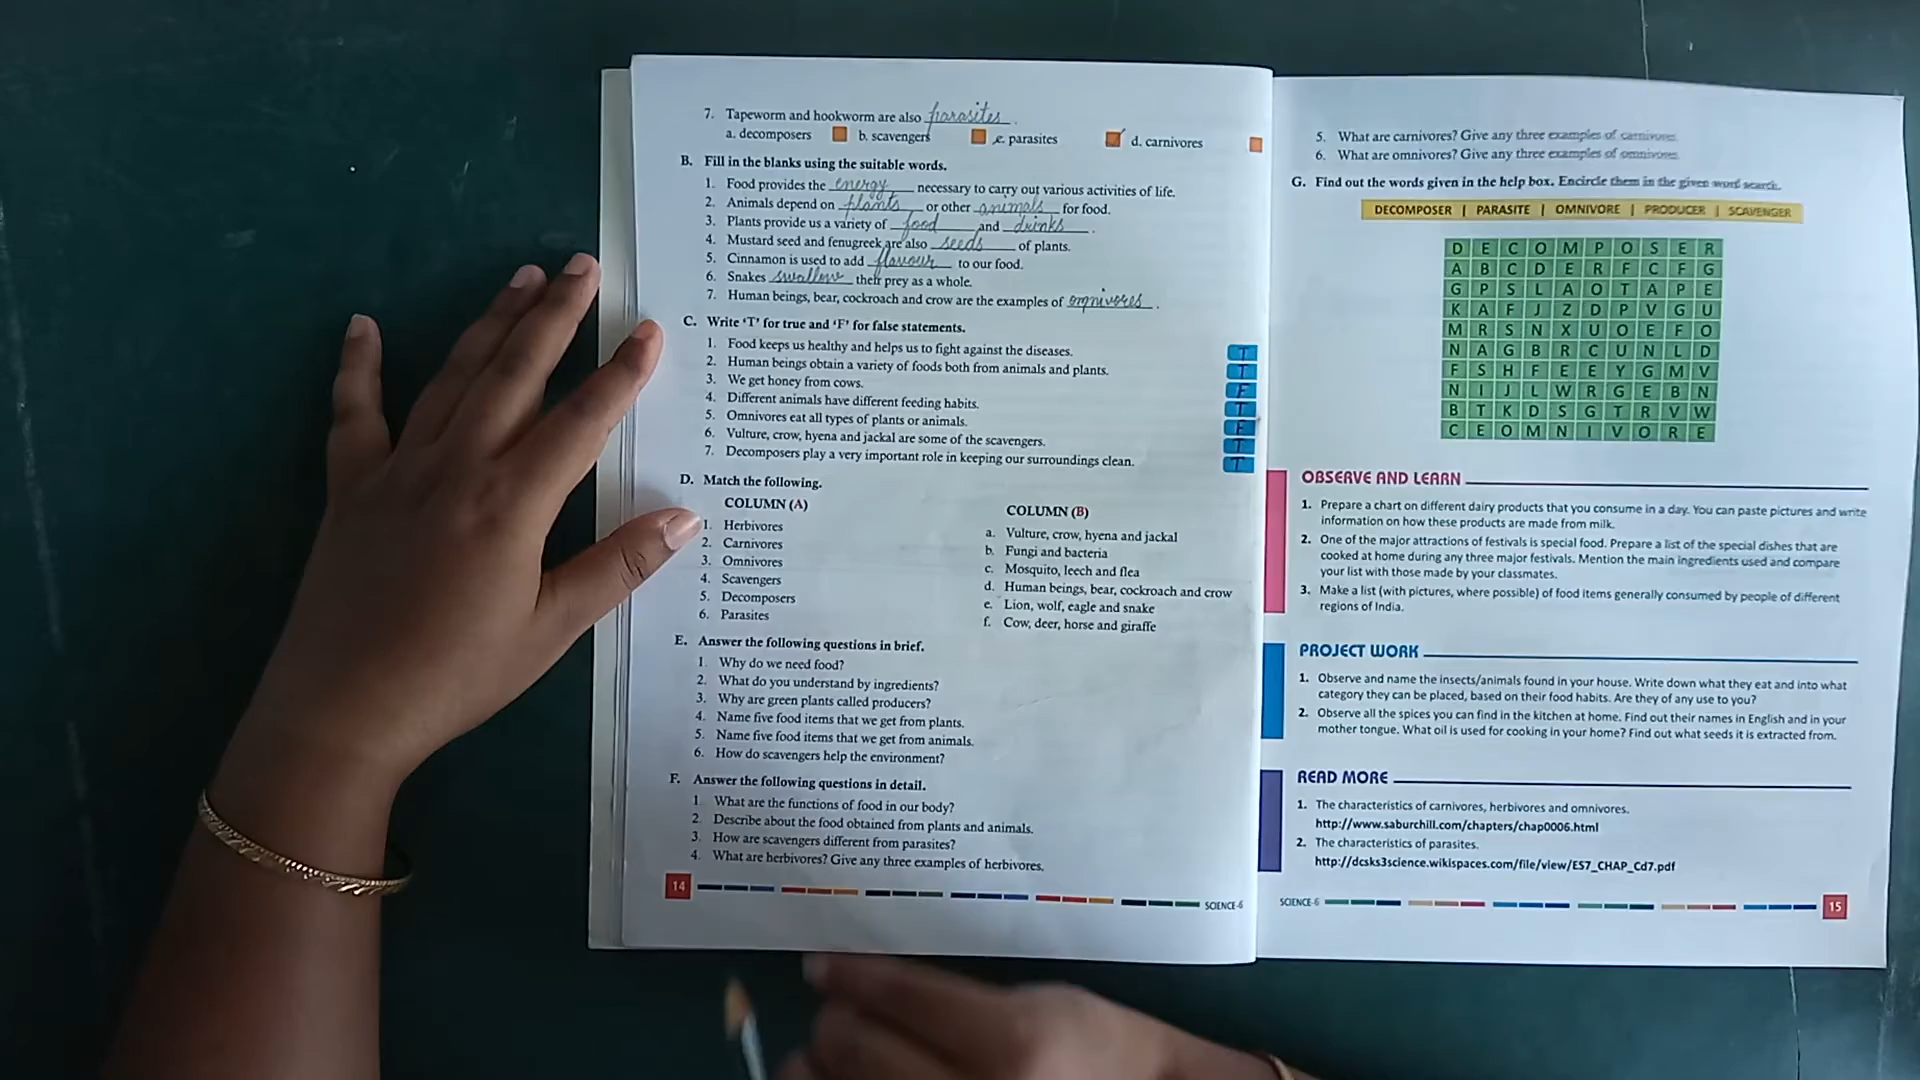 7. Tapeworm and hookworm are also parasites.
a. decomposers b. scavengers c. parasites d. carnivores
B. Fill in the blanks using the suitable words.
1. Food provides the energy necessary to carry out various activities of life.
2. Animals depend on plants or other animals for food.
3. Plants provide us a variety of food and drinks.
4. Mustard seed and fenugreek are also seeds of plants.
5. Cinnamon is used to add flavour to our food.
6. Snakes swallow their prey as a whole.
7. Human beings, bear, cockroach and crow are the examples of omnivores.
C. Write 'T' for true and 'F' for false statements.
1. Food keeps us healthy and helps us to fight against the diseases. T
2. Human beings obtain a variety of foods both from animals and plants. T
3. We get honey from cows. F
4. Different animals have different feeding habits. T
5. Omnivores eat all types of plants or animals. F
6. Vulture, crow, hyena and jackal are some of the scavengers. T
7. Decomposers play a very important role in keeping our surroundings clean. T
D. Match the following.
COLUMN (A) COLUMN (B)
1. Herbivores a. Vulture, crow, hyena and jackal
2. Carnivores b. Fungi and bacteria
3. Omnivores c. Mosquito, leech and flea
4. Scavengers d. Human beings, bear, cockroach and crow
5. Decomposers e. Lion, wolf, eagle and snake
6. Parasites f. Cow, deer, horse and giraffe
E. Answer the following questions in brief.
1. Why do we need food?
2. What do you understand by ingredients?
3. Why are green plants called producers?
4. Name five food items that we get from plants.
5. Name five food items that we get from animals.
6. How do scavengers help the environment?
F. Answer the following questions in detail.
1. What are the functions of food in our body?
2. Describe about the food obtained from plants and animals.
3. How are scavengers different from parasites?
4. What are herbivores? Give any three examples of herbivores.
14 SCIENCE-6
5. What are carnivores? Give any three examples of carnivores.
6. What are omnivores? Give any three examples of omnivores.
G. Find out the words given in the help box. Encircle them in the given word search.
DECOMPOSER | PARASITE | OMNIVORE | PRODUCER | SCAVENGER
D E C O M P O S E R
A B C D E R F C F G
G P S L A O T A P E
K A F J Z D P V G U
M R S N X U O E F O
N A G B R C U N L D
F S H F E E Y G M V
N I J L W R G E B N
B T K D S G T R V W
C E O M N I V O R E
OBSERVE AND LEARN
1. Prepare a chart on different dairy products that you consume in a day. You can paste pictures and write
information on how these products are made from milk.
2. One of the major attractions of festivals is special food. Prepare a list of the special dishes that are
cooked at home during any three major festivals. Mention the main ingredients used and compare
your list with those made by your classmates.
3. Make a list (with pictures, where possible) of food items generally consumed by people of different
regions of India.
PROJECT WORK
1. Observe and name the insects/animals found in your house. Write down what they eat and into what
category they can be placed, based on their food habits. Are they of any use to you?
2. Observe all the spices you can find in the kitchen at home. Find out their names in English and in your
mother tongue. What oil is used for cooking in your home? Find out what seeds it is extracted from.
READ MORE
1. The characteristics of carnivores, herbivores and omnivores.
http://www.saburchill.com/chapters/chap0006.html
2. The characteristics of parasites.
http://dcsks3science.wikispaces.com/file/view/ES7_CHAP_Cd7.pdf
SCIENCE-6 15